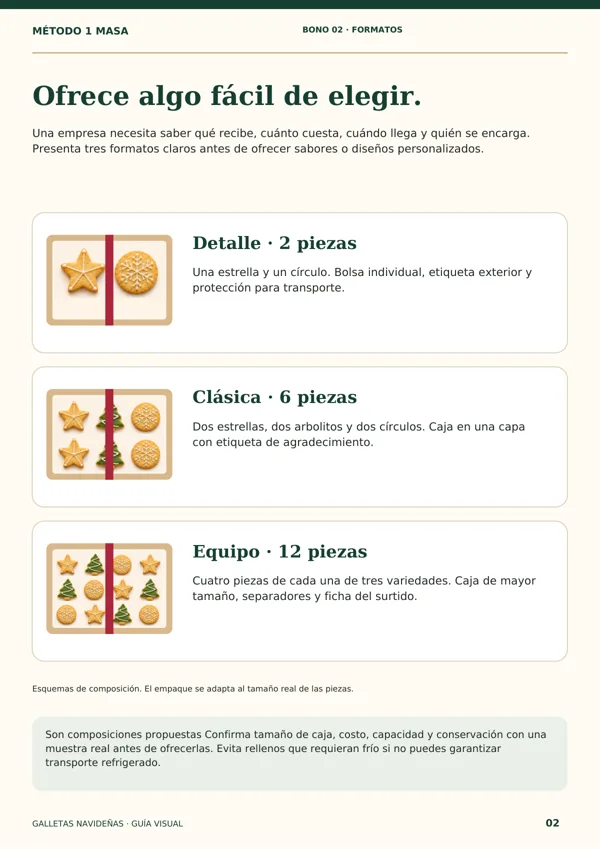 MÉTODO 1 MASA
BONO 02 · FORMATOS
Ofrece algo fácil de elegir.
Una empresa necesita saber qué recibe, cuánto cuesta, cuándo llega y quién se encarga.
Presenta tres formatos claros antes de ofrecer sabores o diseños personalizados.
Detalle · 2 piezas
Una estrella y un círculo. Bolsa individual, etiqueta exterior y
protección para transporte.
Clásica · 6 piezas
Dos estrellas, dos arbolitos y dos círculos. Caja en una capa
con etiqueta de agradecimiento.
Equipo · 12 piezas
Cuatro piezas de cada una de tres variedades. Caja de mayor
tamaño, separadores y ficha del surtido.
Esquemas de composición. El empaque se adapta al tamaño real de las piezas.
Son composiciones propuestas Confirma tamaño de caja, costo, capacidad y conservación con una
muestra real antes de ofrecerlas. Evita rellenos que requieran frío si no puedes garantizar
transporte refrigerado.
GALLETAS NAVIDEÑAS · GUÍA VISUAL
02